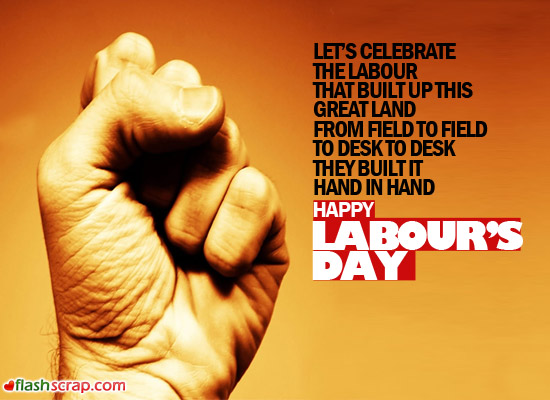 LET'S CELEBRATE
THE LABOUR
THAT BUILT UP THIS
GREAT LAND
FROM FIELD TO FIELD
TO DESK TO DESK
THEY BUILT IT
HAND IN HAND
HAPPY
LABOUR'S
DAY
flashscrap.com